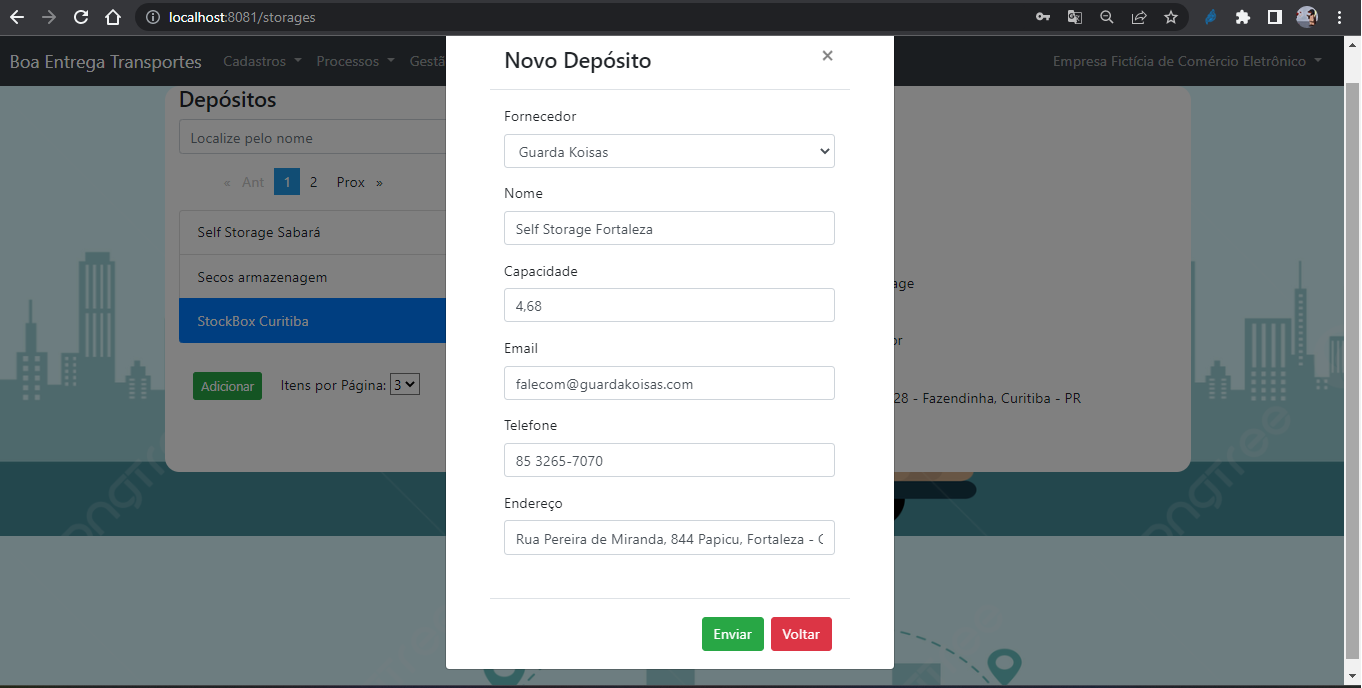 localhost:8081/storages
Boa Entrega Transportes Cadastros Processos Gestã Empresa Fictícia de Comércio Eletrônico
Depósitos
Localize pelo nome
« Ant 1 2 Prox »
Self Storage Sabará
Secos armazenagem
StockBox Curitiba
Adicionar Itens por Página: 3
Novo Depósito ×
Fornecedor
Guarda Koisas
Nome
Self Storage Fortaleza
Capacidade
4,68
Email
falecom@guardakoisas.com
Telefone
85 3265-7070
Endereço
Rua Pereira de Miranda, 844 Papicu, Fortaleza - C
Enviar Voltar
age
or
28 - Fazendinha, Curitiba - PR